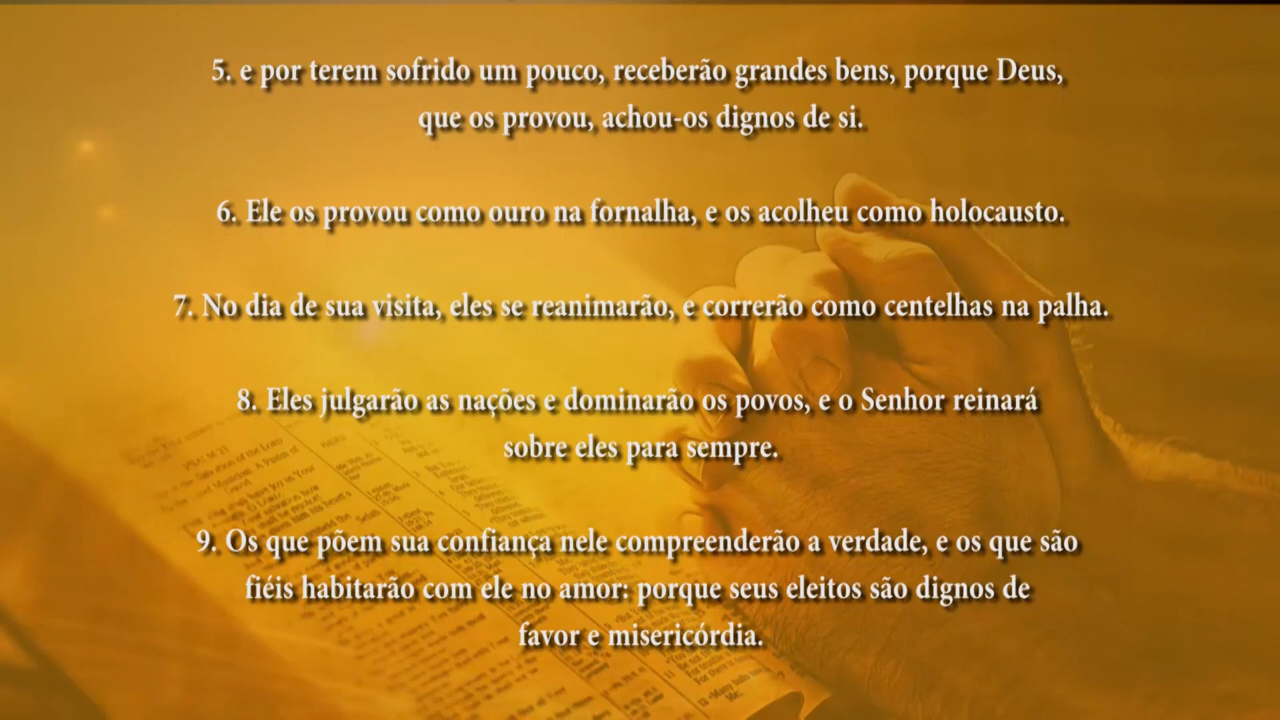 5. e por terem sofrido um pouco, receberão grandes bens, porque Deus,
que os provou, achou-os dignos de si.
6. Ele os provou como ouro na fornalha, e os acolheu como holocausto.
7. No dia de sua visita, eles se reanimarão, e correrão como centelhas na palha.
8. Eles julgarão as nações e dominarão os povos, e o Senhor reinará
sobre eles para sempre.
9. Os que põem sua confiança nele compreenderão a verdade, e os que são
fiéis habitarão com ele no amor: porque seus eleitos são dignos de
favor e misericórdia.